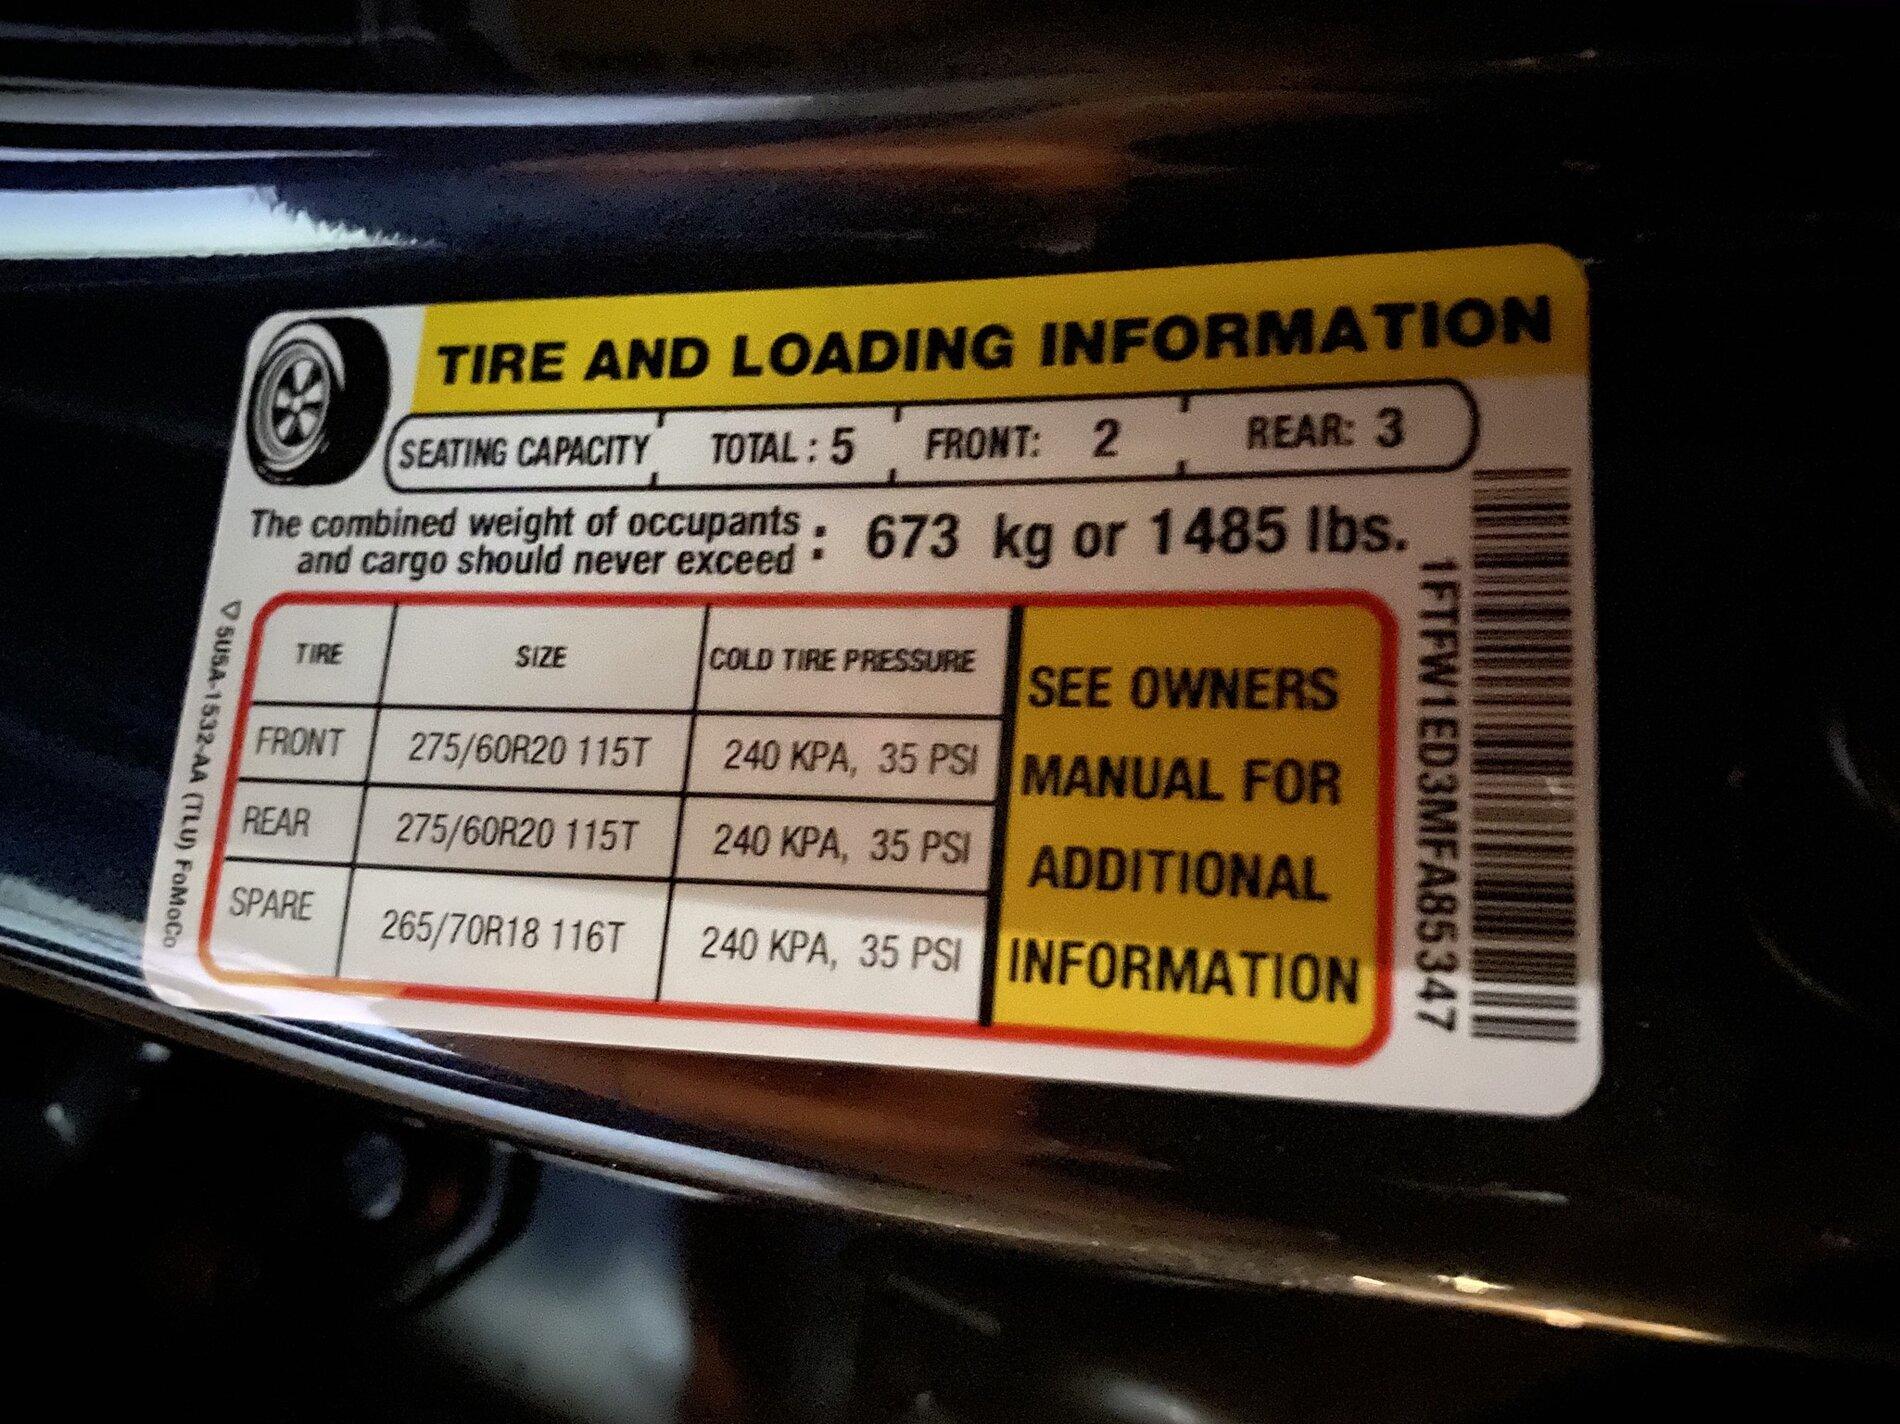 TIRE AND LOADING INFORMATION
SEATING CAPACITY TOTAL : 5 FRONT: 2 REAR: 3
The combined weight of occupants
and cargo should never exceed : 673 kg or 1485 lbs.
TIRE SIZE COLD TIRE PRESSURE
FRONT 275/60R20 115T 240 KPA, 35 PSI
REAR 275/60R20 115T 240 KPA, 35 PSI
SPARE 265/70R18 116T 240 KPA, 35 PSI
SEE OWNERS
MANUAL FOR
ADDITIONAL
INFORMATION
1FTFW1ED3MFA85347
5U5A-1532-AA (TLU) FoMoCo